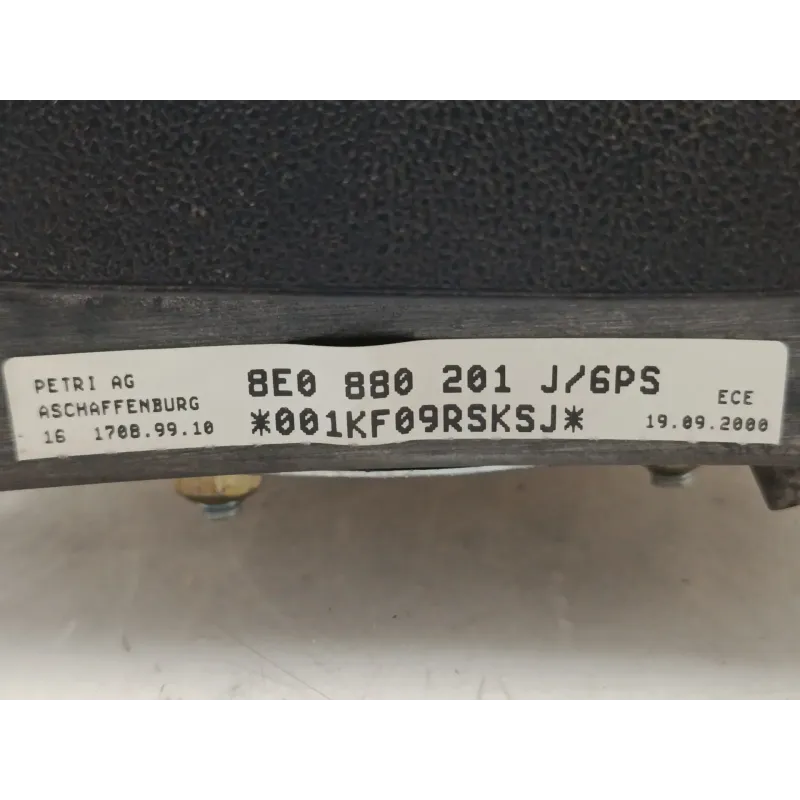 PETRI AG
ASCHAFFENBURG
16 1708.99.10
8E0 880 201 J/6PS
*001KF09RSKSJ*
ECE
19.09.2000